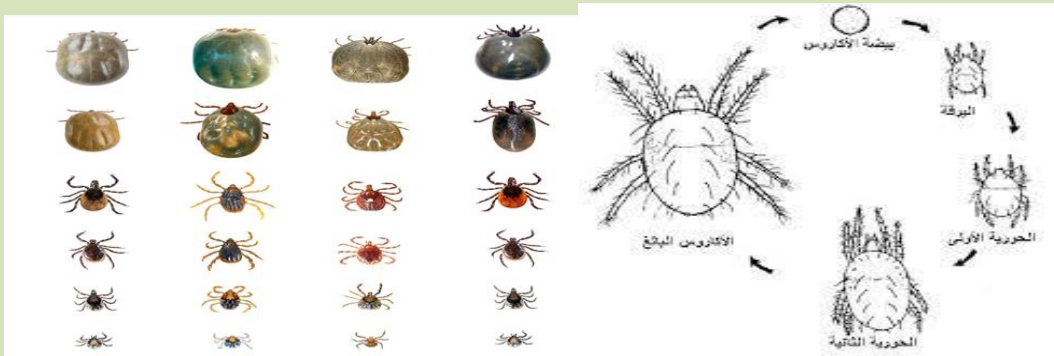 بيضة الأكاروس
اليرقة
الحورية الأولى
الحورية الثانية
الأكاروس البالغ